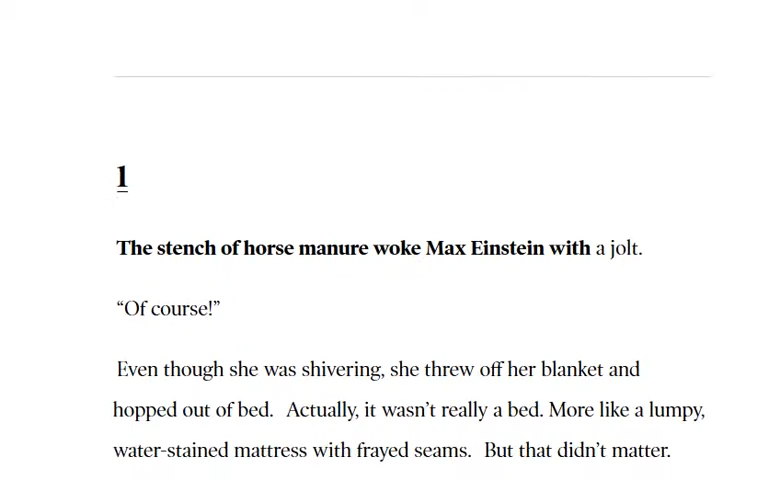 1
The stench of horse manure woke Max Einstein with a jolt.
“Of course!”
Even though she was shivering, she threw off her blanket and
hopped out of bed.  Actually, it wasn’t really a bed. More like a lumpy,
water-stained mattress with frayed seams.  But that didn’t matter.